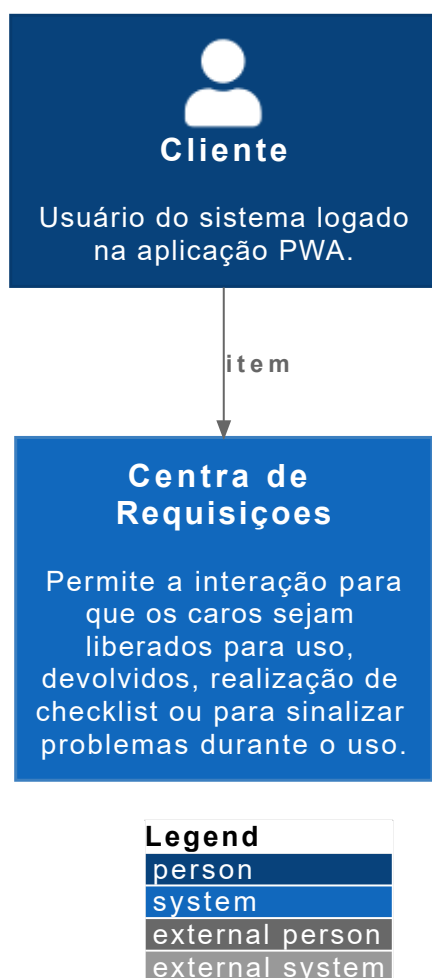 Cliente
Usuário do sistema logado
na aplicação PWA.
item
Centra de
Requisiçoes
Permite a interação para
que os caros sejam
liberados para uso,
devolvidos, realização de
checklist ou para sinalizar
problemas durante o uso.
Legend
person
system
external person
external system